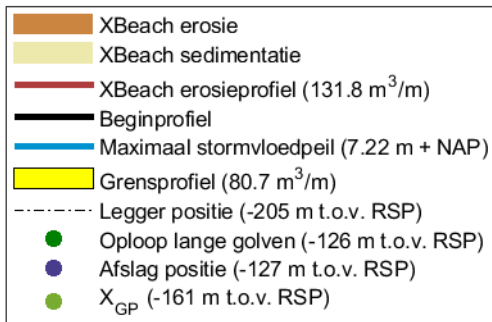 XBeach erosie
XBeach sedimentatie
XBeach erosieprofiel (131.8 m³/m)
Beginprofiel
Maximaal stormvloedpeil (7.22 m + NAP)
Grensprofiel (80.7 m³/m)
Legger positie (-205 m t.o.v. RSP)
Oploop lange golven (-126 m t.o.v. RSP)
Afslag positie (-127 m t.o.v. RSP)
X_GP (-161 m t.o.v. RSP)